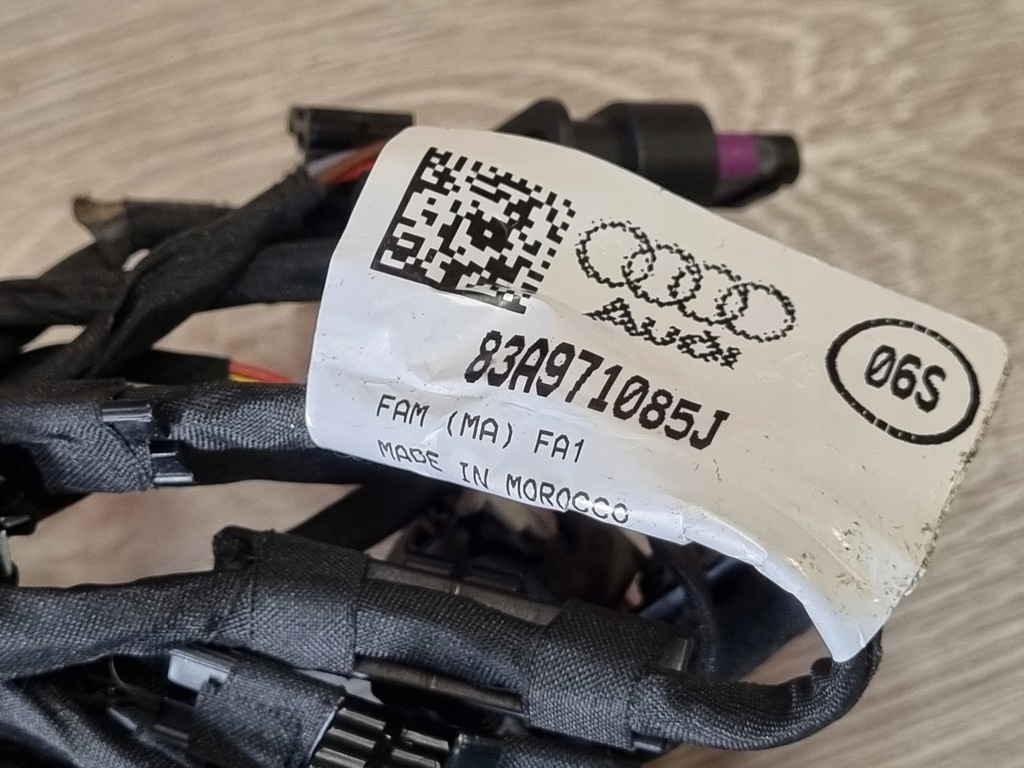 Audi
83A971085J
06S
FAM (MA) FA1
MADE IN MOROCCO